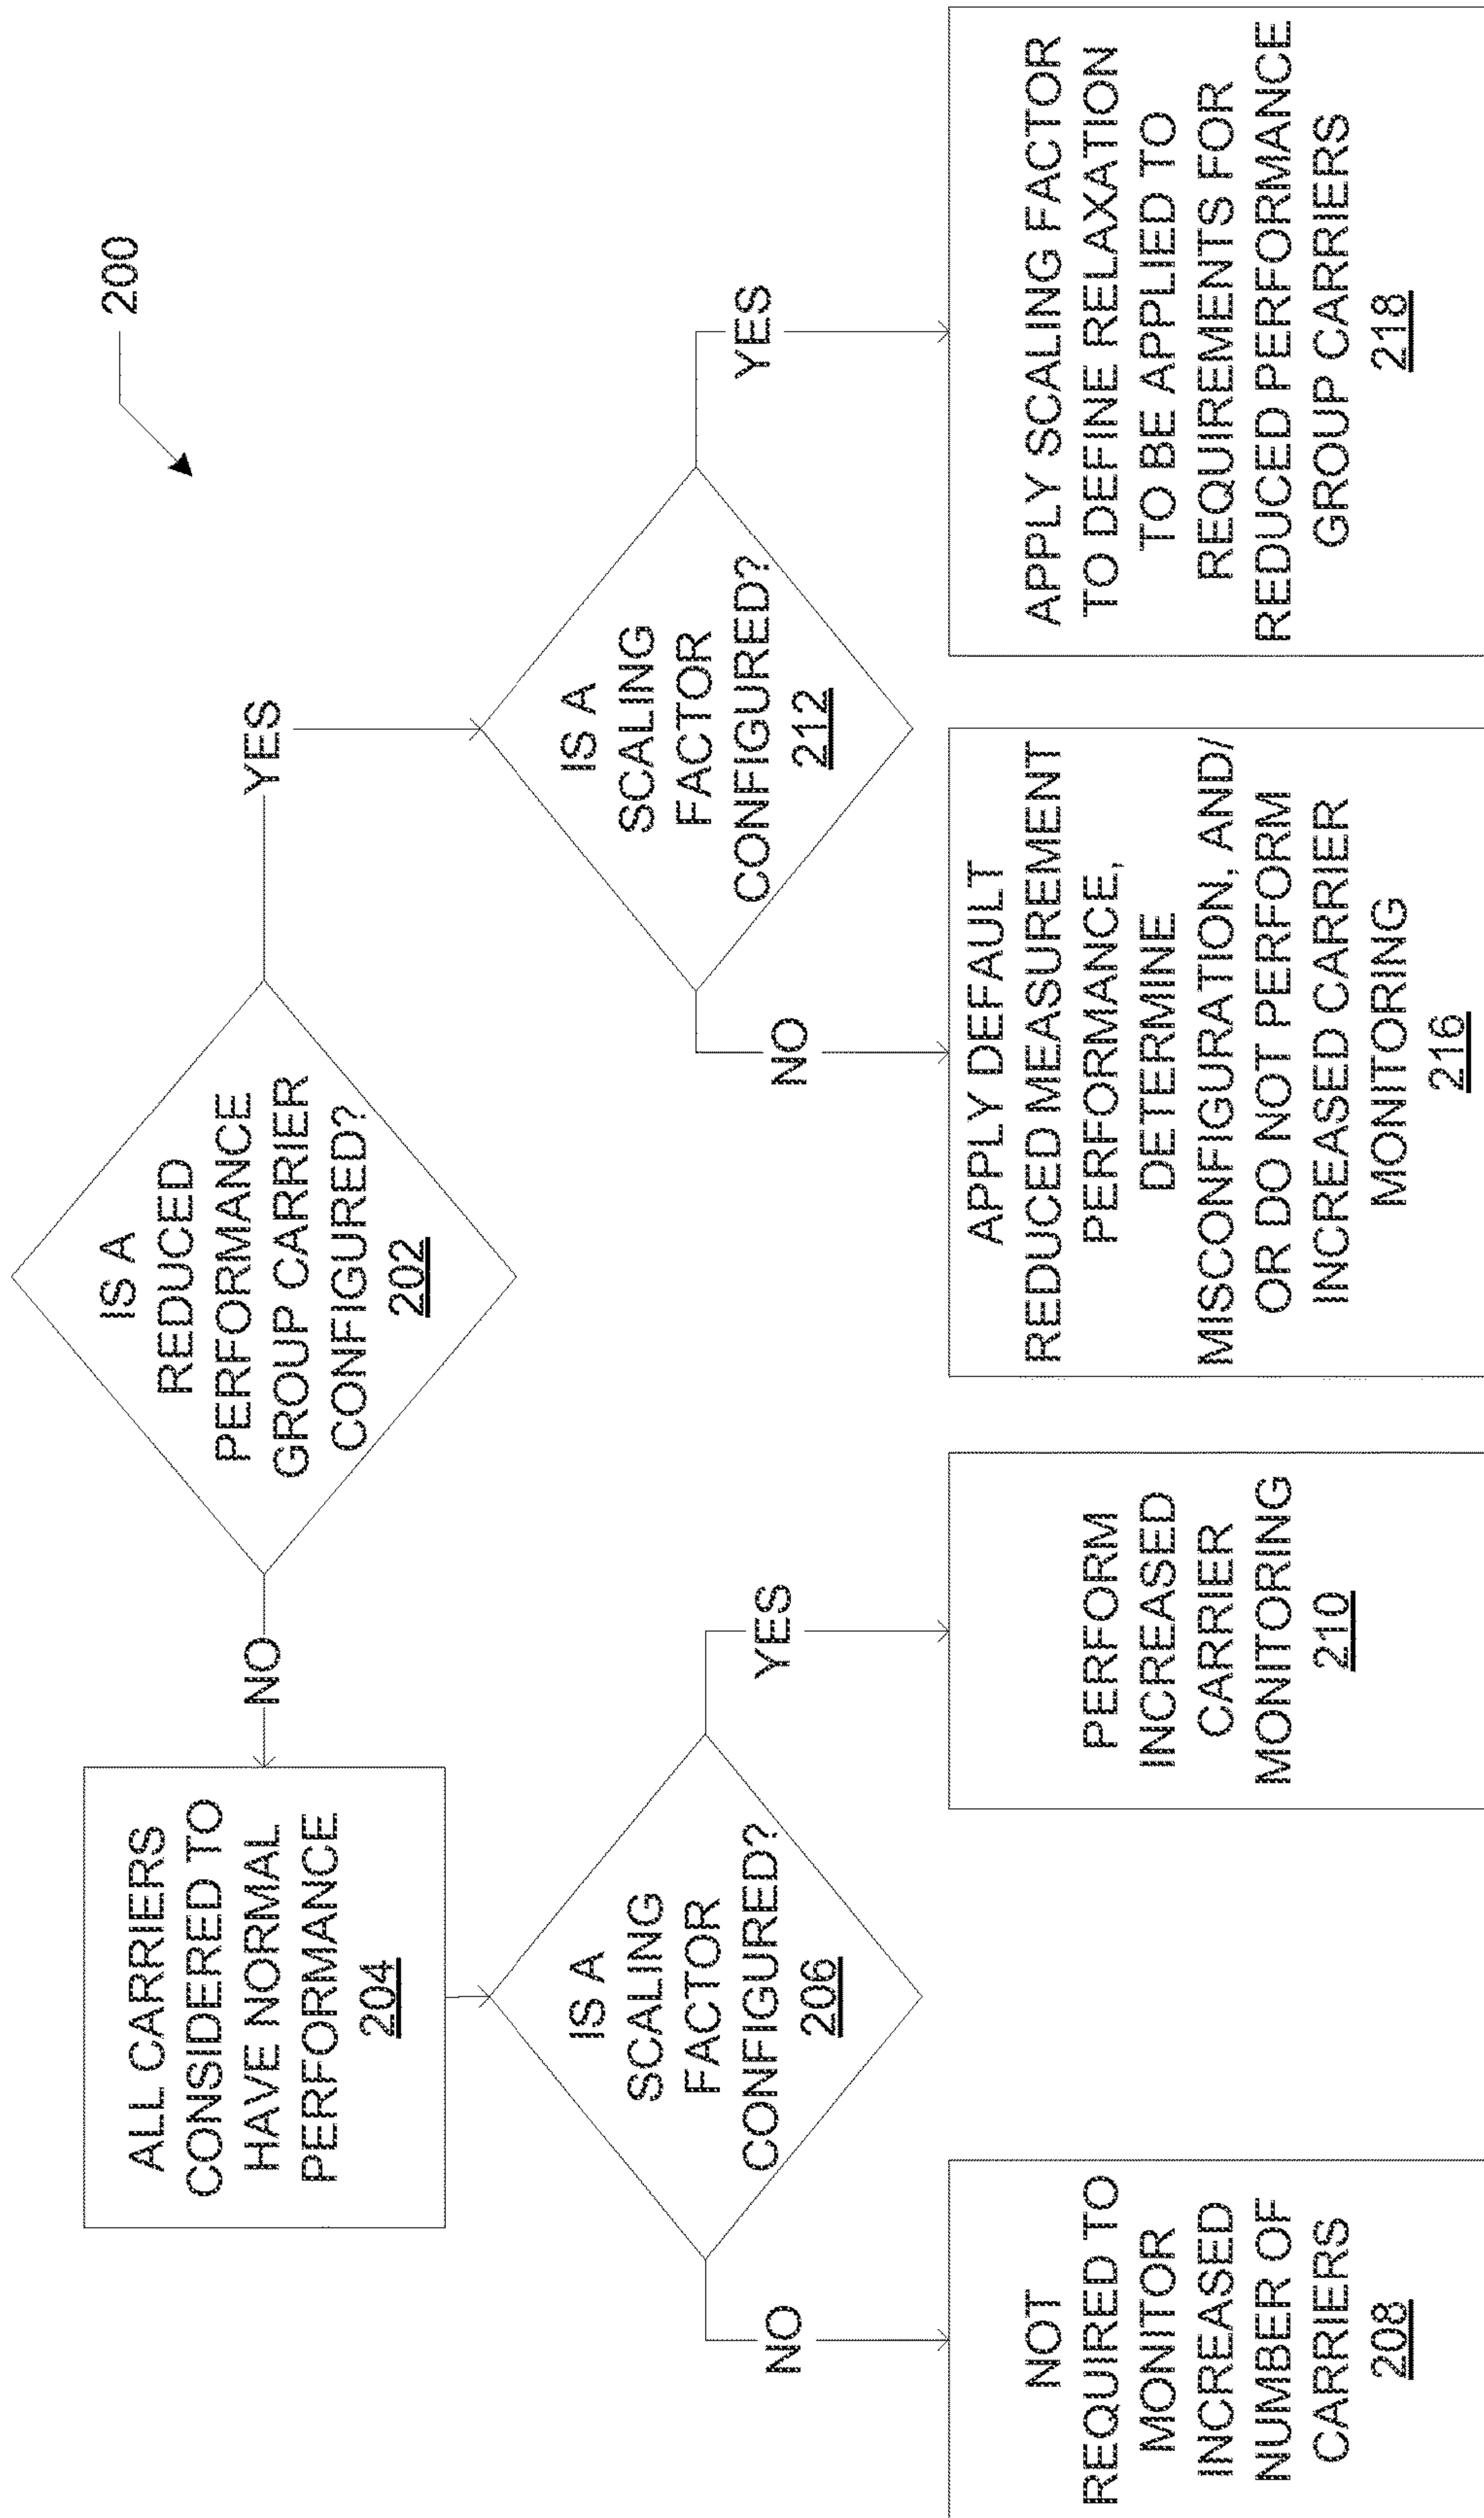 200
IS A
REDUCED
PERFORMANCE
GROUP CARRIER
CONFIGURED?
202
NO
YES
ALL CARRIERS
CONSIDERED TO
HAVE NORMAL
PERFORMANCE
204
IS A
SCALING
FACTOR
CONFIGURED?
206
IS A
SCALING
FACTOR
CONFIGURED?
212
NO
YES
NO
YES
NOT
REQUIRED TO
MONITOR
INCREASED
NUMBER OF
CARRIERS
208
PERFORM
INCREASED
CARRIER
MONITORING
210
APPLY DEFAULT
REDUCED MEASUREMENT
PERFORMANCE,
DETERMINE
MISCONFIGURATION, AND/
OR DO NOT PERFORM
INCREASED CARRIER
MONITORING
216
APPLY SCALING FACTOR
TO DEFINE RELAXATION
TO BE APPLIED TO
REQUIREMENTS FOR
REDUCED PERFORMANCE
GROUP CARRIERS
218